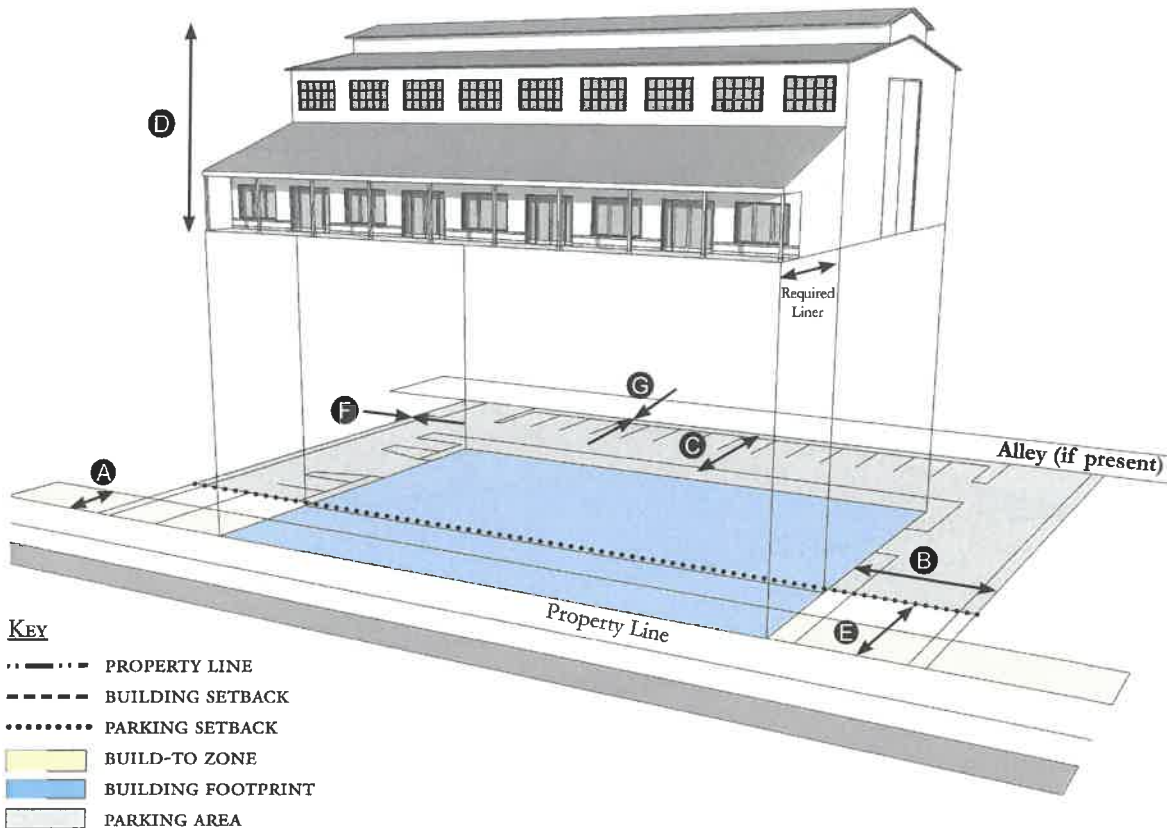 D
Required
Liner
G
F
C
Alley (if present)
A
B
Property Line
E
KEY
PROPERTY LINE
BUILDING SETBACK
PARKING SETBACK
BUILD-TO ZONE
BUILDING FOOTPRINT
PARKING AREA